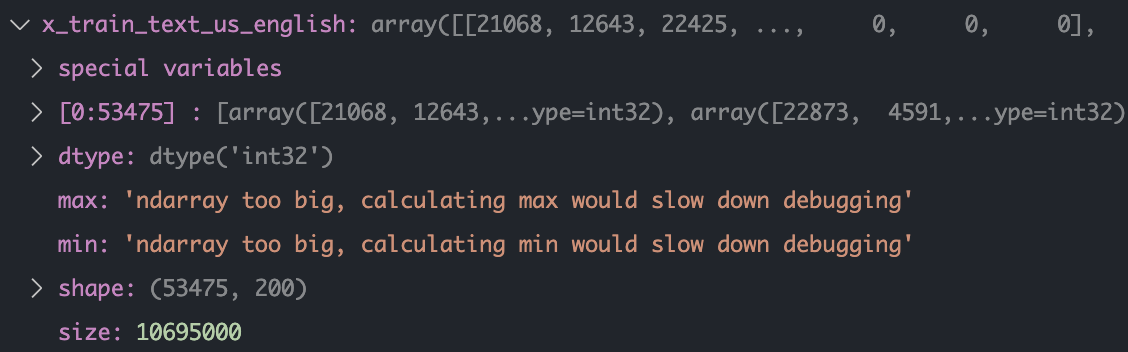 x_train_text_us_english: array([[21068, 12643, 22425, ..., 0, 0, 0],
special variables
[0:53475] : [array([21068, 12643,...ype=int32), array([22873, 4591,...ype=int32)
dtype: dtype('int32')
max: 'ndarray too big, calculating max would slow down debugging'
min: 'ndarray too big, calculating min would slow down debugging'
shape: (53475, 200)
size: 10695000